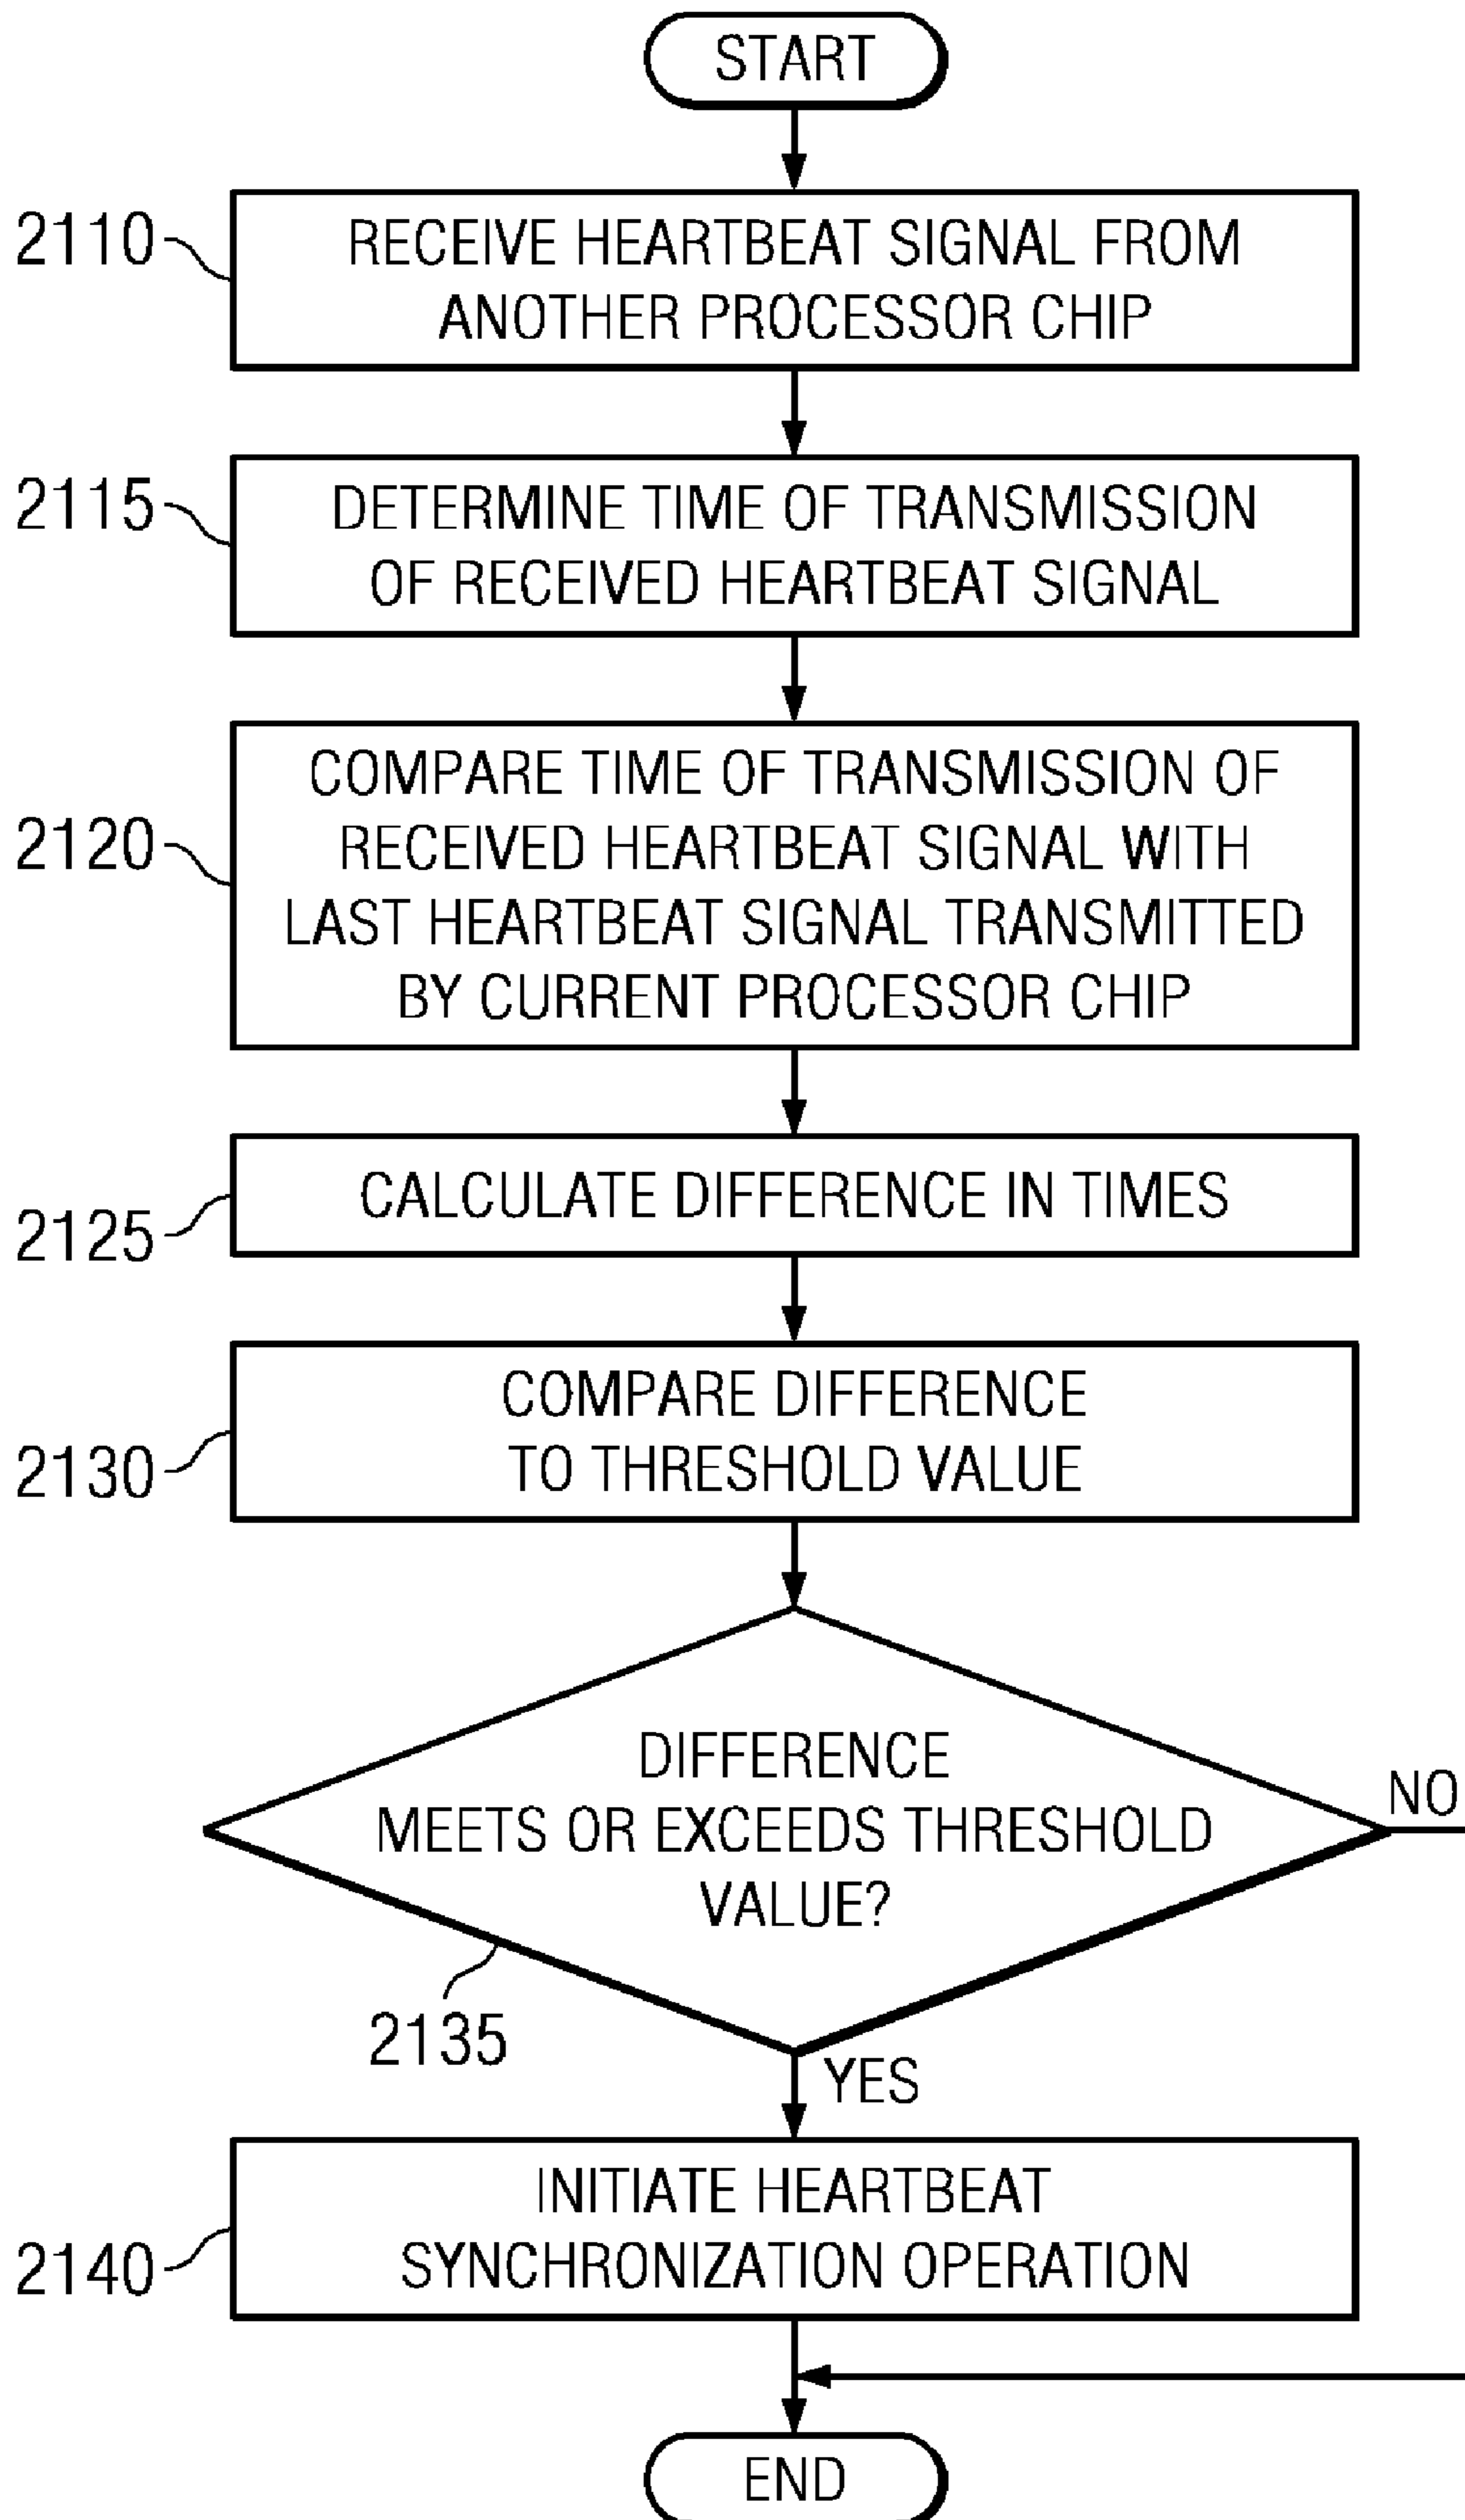 START
2110
RECEIVE HEARTBEAT SIGNAL FROM
ANOTHER PROCESSOR CHIP
2115
DETERMINE TIME OF TRANSMISSION
OF RECEIVED HEARTBEAT SIGNAL
2120
COMPARE TIME OF TRANSMISSION OF
RECEIVED HEARTBEAT SIGNAL WITH
LAST HEARTBEAT SIGNAL TRANSMITTED
BY CURRENT PROCESSOR CHIP
2125
CALCULATE DIFFERENCE IN TIMES
2130
COMPARE DIFFERENCE
TO THRESHOLD VALUE
DIFFERENCE
MEETS OR EXCEEDS THRESHOLD
VALUE?
NO
2135
YES
2140
INITIATE HEARTBEAT
SYNCHRONIZATION OPERATION
END